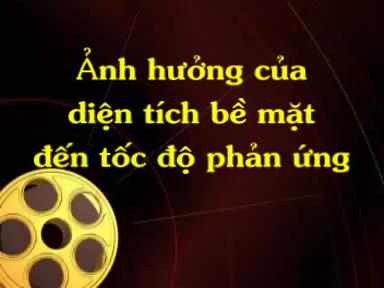 Ảnh hưởng của
diện tích bề mặt
đến tốc độ phản ứng